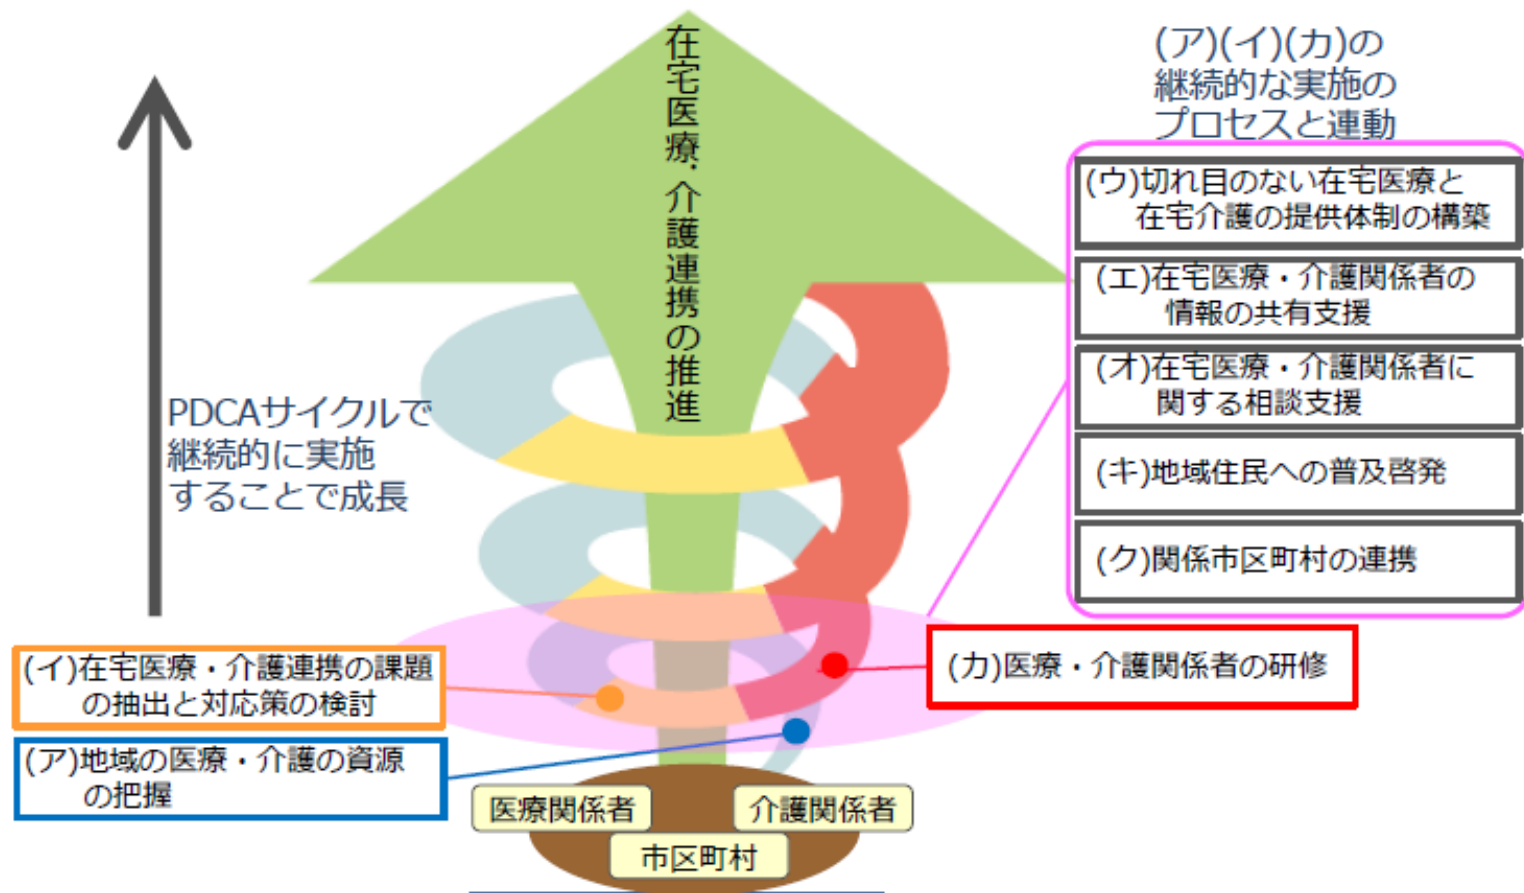 在宅医療・介護連携の推進
(ア)(イ)(カ)の
継続的な実施の
プロセスと連動
(ウ)切れ目のない在宅医療と
在宅介護の提供体制の構築
(エ)在宅医療・介護関係者の
情報の共有支援
(オ)在宅医療・介護関係者に
関する相談支援
(キ)地域住民への普及啓発
(ク)関係市区町村の連携
PDCAサイクルで
継続的に実施
することで成長
(イ)在宅医療・介護連携の課題
の抽出と対応策の検討
(カ)医療・介護関係者の研修
(ア)地域の医療・介護の資源
の把握
医療関係者
介護関係者
市区町村